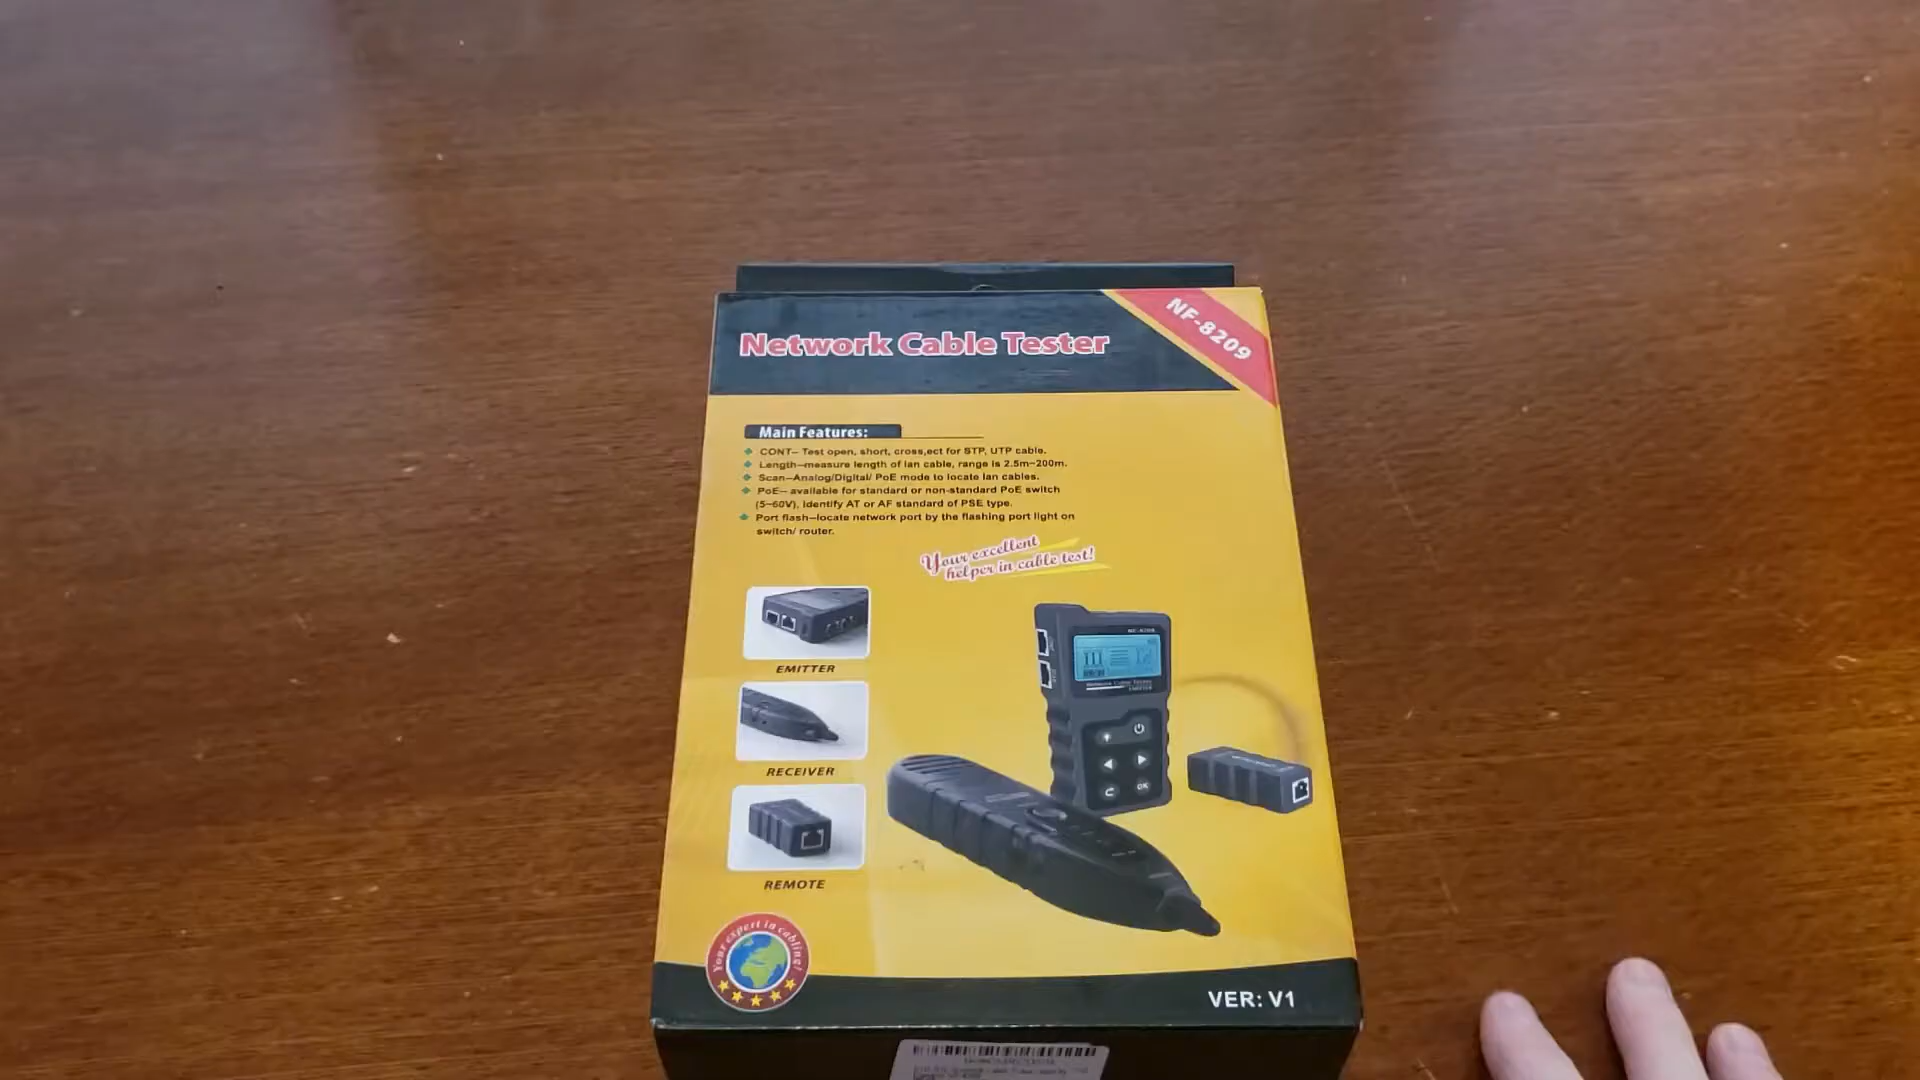 Network Cable Tester
NF-8209
Main Features:
CONT- Test open, short, cross,ect for STP, UTP cable.
Length-measure length of lan cable, range is 2.5m~200m.
Scan-Analog/Digital/ PoE mode to locate lan cables.
PoE- available for standard or non-standard PoE switch
(5~60V), identify AT or AF standard of PSE type.
Port flash-locate network port by the flashing port light on
switch/ router.
Your excellent
helper in cable test!
EMITTER
RECEIVER
REMOTE
Network Cable Tester
OK
Your expert in cabling!
VER: V1